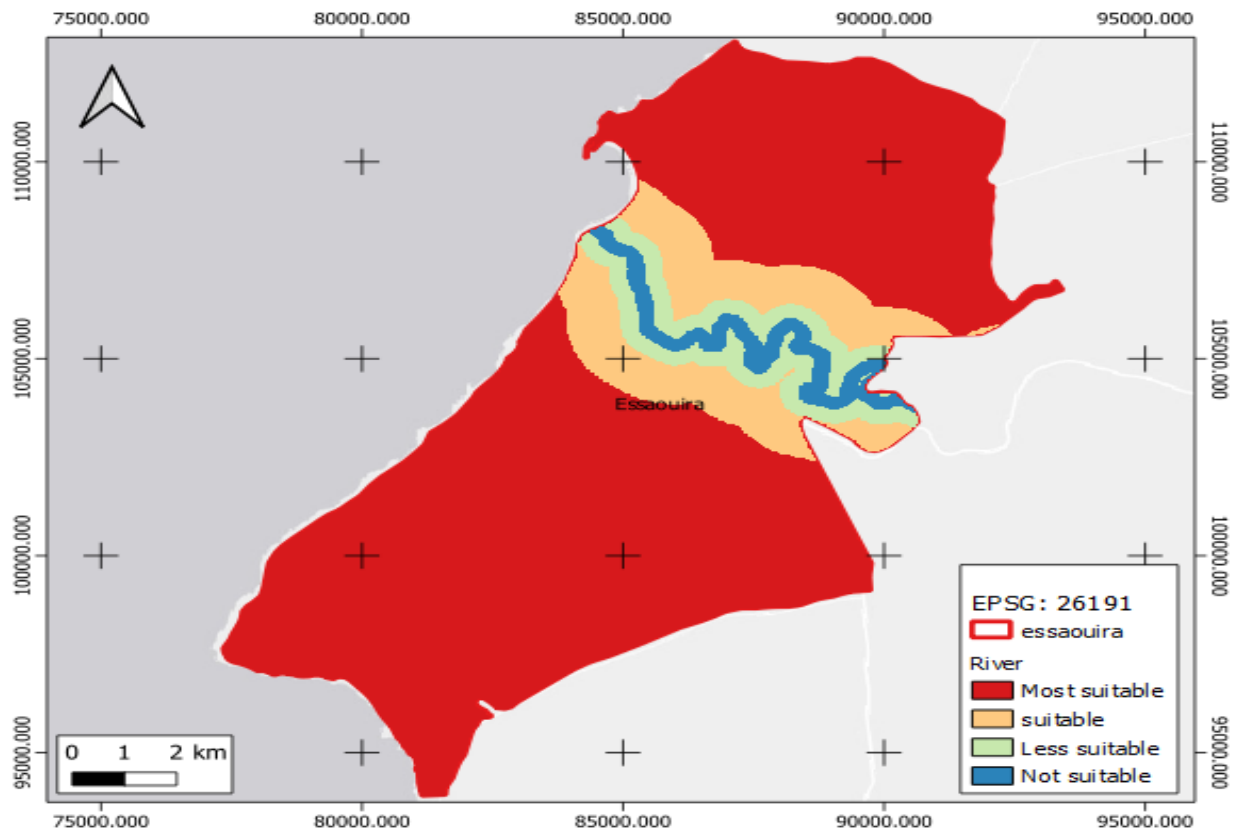 75000.000 80000.000 85000.000 90000.000 95000.000
110000.000 110000.000
105000.000 105000.000
Essaouira
100000.000 100000.000
EPSG: 26191
essaouira
River
Most suitable
suitable
Less suitable
Not suitable
95000.000 95000.000
0 1 2 km
75000.000 80000.000 85000.000 90000.000 95000.000